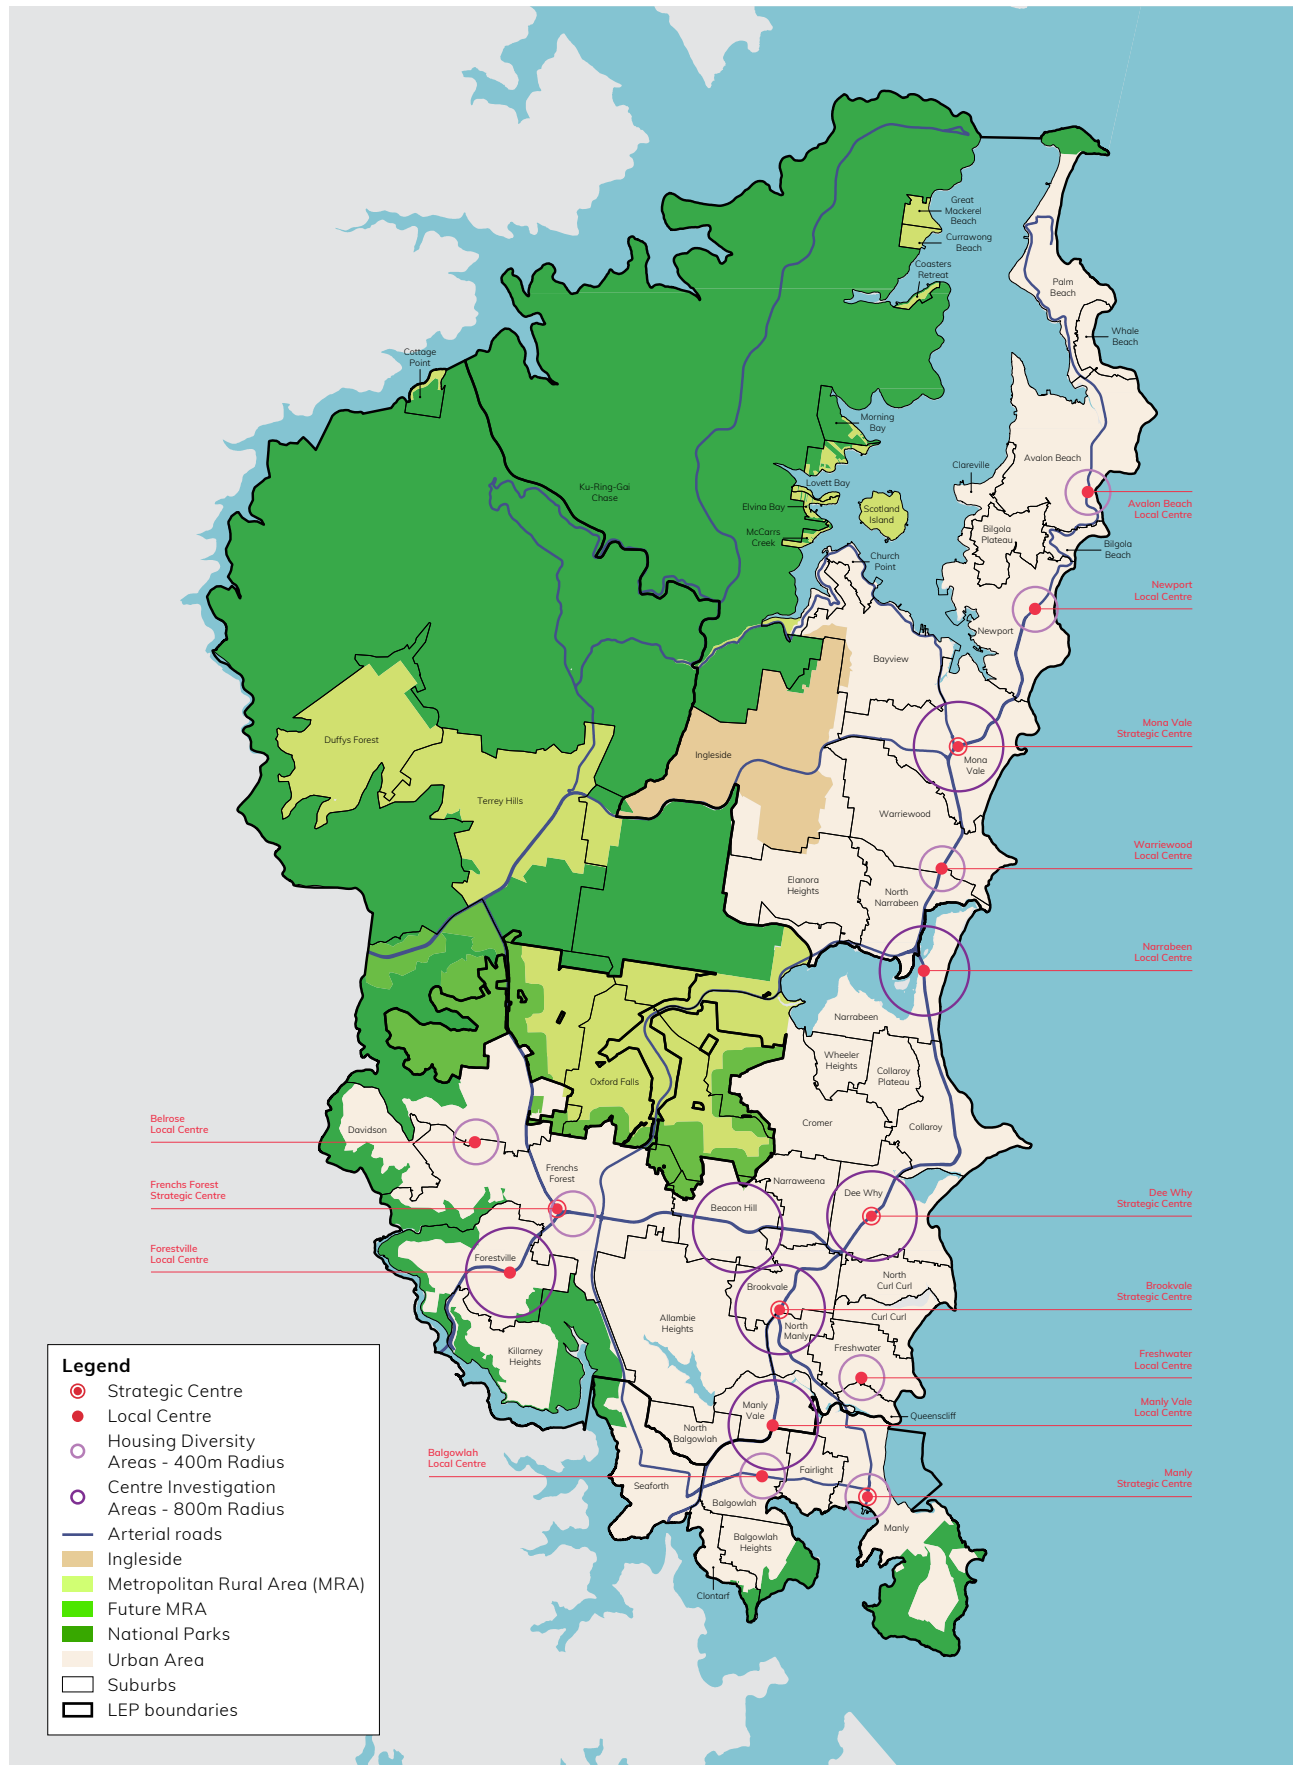 Great
Mackerel
Beach
Currawong
Beach
Coasters
Retreat
Palm
Beach
Whale
Beach
Cottage
Point
Morning
Bay
Avalon Beach
Clareville
Lovett Bay
Ku-Ring-Gai
Chase
Elvina Bay
Scotland
Island
Avalon Beach
Local Centre
McCarrs
Creek
Bilgola
Plateau
Bilgola
Beach
Church
Point
Newport
Local Centre
Newport
Bayview
Mona Vale
Strategic Centre
Duffys Forest
Ingleside
Mona
Vale
Terrey Hills
Warriewood
Warriewood
Local Centre
Elanora
Heights
North
Narrabeen
Narrabeen
Local Centre
Narrabeen
Wheeler
Heights
Collaroy
Plateau
Oxford Falls
Belrose
Local Centre
Davidson
Cromer
Collaroy
Frenchs
Forest
Narraweena
Frenchs Forest
Strategic Centre
Beacon Hill
Dee Why
Dee Why
Strategic Centre
Forestville
Local Centre
Forestville
Brookvale
North
Curl Curl
Brookvale
Strategic Centre
Allambie
Heights
North
Manly
Curl Curl
Freshwater
Killarney
Heights
Freshwater
Local Centre
Manly
Vale
Queenscliff
Manly Vale
Local Centre
North
Balgowlah
Balgowlah
Local Centre
Fairlight
Seaforth
Manly
Strategic Centre
Balgowlah
Manly
Balgowlah
Heights
Clontarf
Legend
Strategic Centre
Local Centre
Housing Diversity
Areas - 400m Radius
Centre Investigation
Areas - 800m Radius
Arterial roads
Ingleside
Metropolitan Rural Area (MRA)
Future MRA
National Parks
Urban Area
Suburbs
LEP boundaries